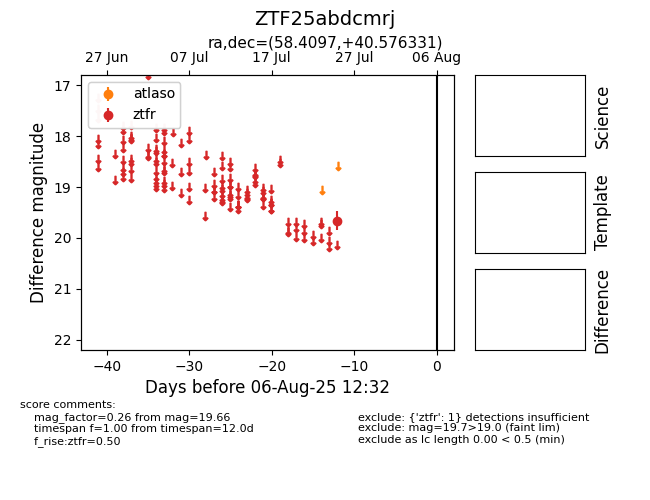 ZTF25abdcmrj
ra,dec=(58.4097,+40.576331)
27 Jun 07 Jul 17 Jul 27 Jul 06 Aug
atlaso
ztfr
17
18
19
20
21
22
Difference magnitude
−40 −30 −20 −10 0
Days before 06-Aug-25 12:32
Science
Template
Difference
score comments:
mag_factor=0.26 from mag=19.66
timespan f=1.00 from timespan=12.0d
f_rise:ztfr=0.50
exclude: {'ztfr': 1} detections insufficient
exclude: mag=19.7>19.0 (faint lim)
exclude as lc length 0.00 < 0.5 (min)